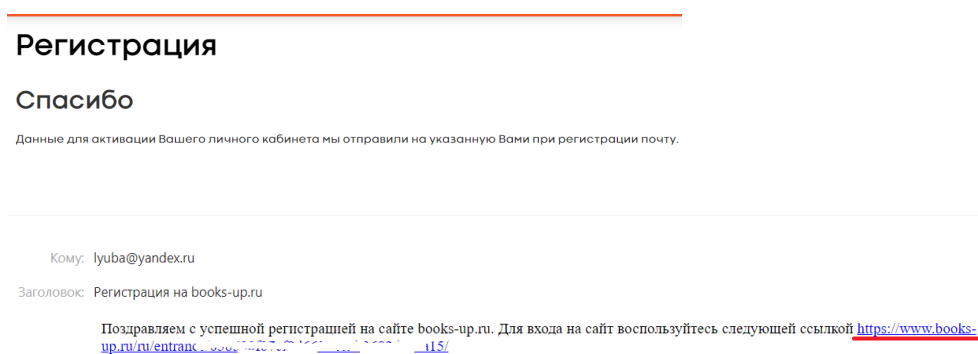 Регистрация
Спасибо
Данные для активации Вашего личного кабинета мы отправили на указанную Вами при регистрации почту.
Кому: lyuba@yandex.ru
Заголовок: Регистрация на books-up.ru
Поздравляем с успешной регистрацией на сайте books-up.ru. Для входа на сайт воспользуйтесь следующей ссылкой https://www.books-